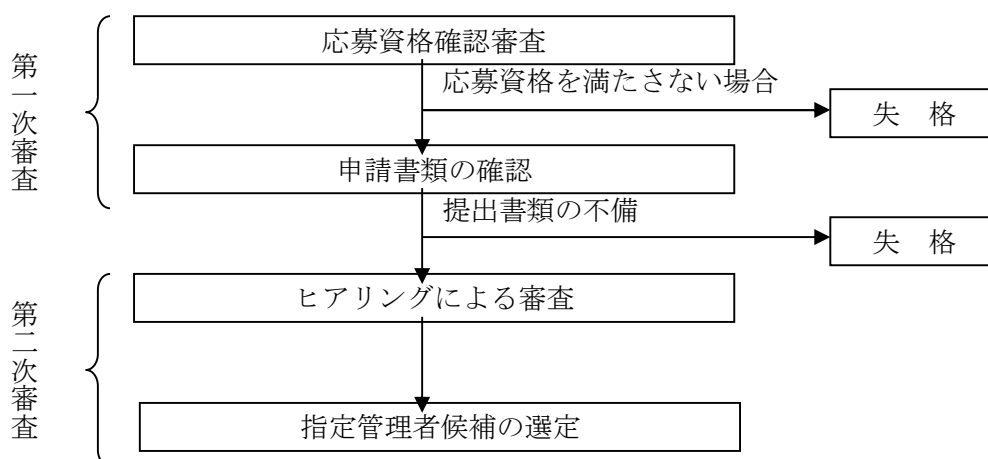 第一次審査
応募資格確認審査
応募資格を満たさない場合
失　格
申請書類の確認
提出書類の不備
失　格
第二次審査
ヒアリングによる審査
指定管理者候補の選定